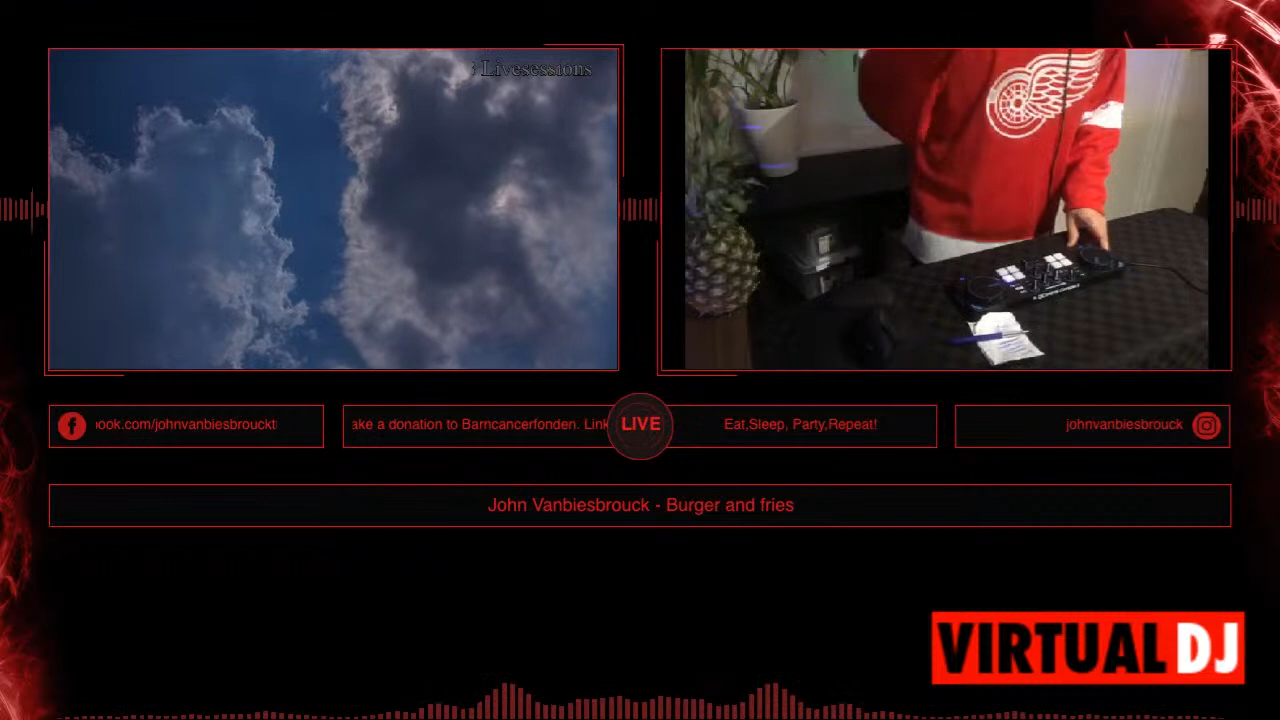 : Livesessions
ook.com/johnvanbiesbrouckt
ake a donation to Barncancerfonden. Link
LIVE
Eat,Sleep, Party,Repeat!
johnvanbiesbrouck
John Vanbiesbrouck - Burger and fries
VIRTUAL DJ